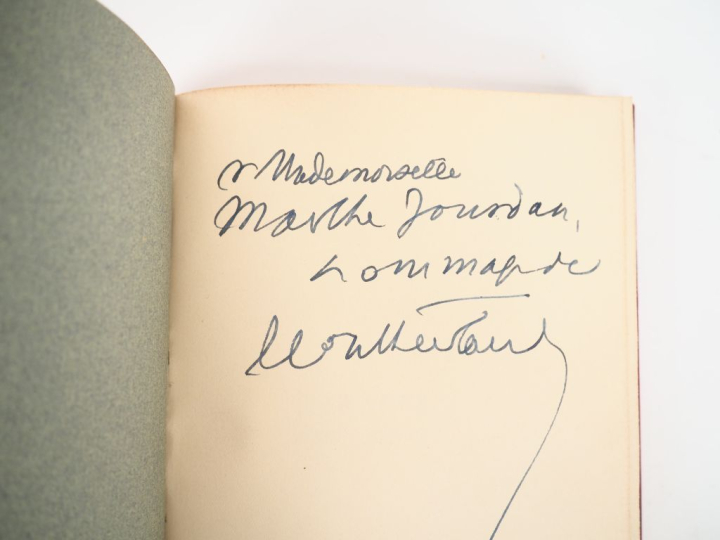 à Mademoiselle
Marthe Jourdan,
hommage de
Montherlant